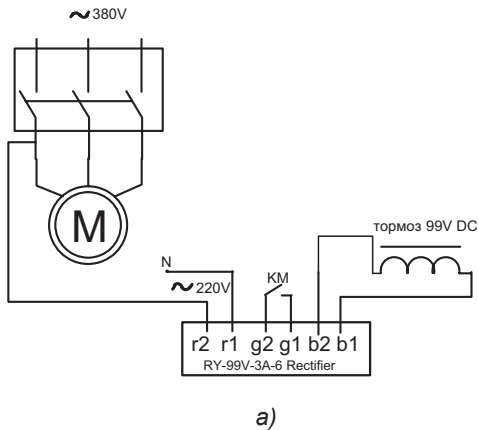 ~380V
M
тормоз 99V DC
N
~220V
KM
r2 r1 g2 g1 b2 b1
RY-99V-3A-6 Rectifier
а)